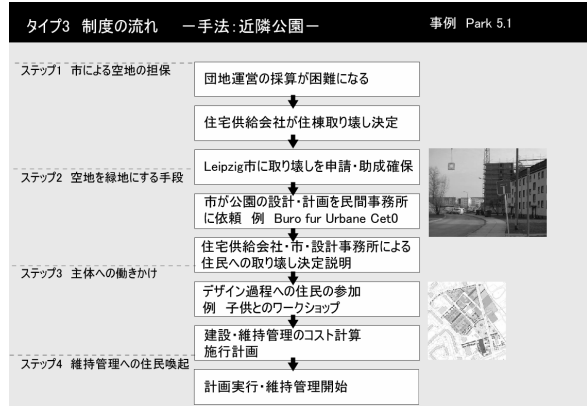 タイプ3 制度の流れ －手法:近隣公園－
事例 Park 5.1
ステップ1 市による空地の担保
団地運営の採算が困難になる
住宅供給会社が住棟取り壊し決定
Leipzig市に取り壊しを申請・助成確保
ステップ2 空地を緑地にする手段
市が公園の設計・計画を民間事務所
に依頼 例 Buro fur Urbane Cet0
住宅供給会社・市・設計事務所による
住民への取り壊し決定説明
ステップ3 主体への働きかけ
デザイン過程への住民の参加
例 子供とのワークショップ
建設・維持管理のコスト計算
施行計画
ステップ4 維持管理への住民喚起
計画実行・維持管理開始